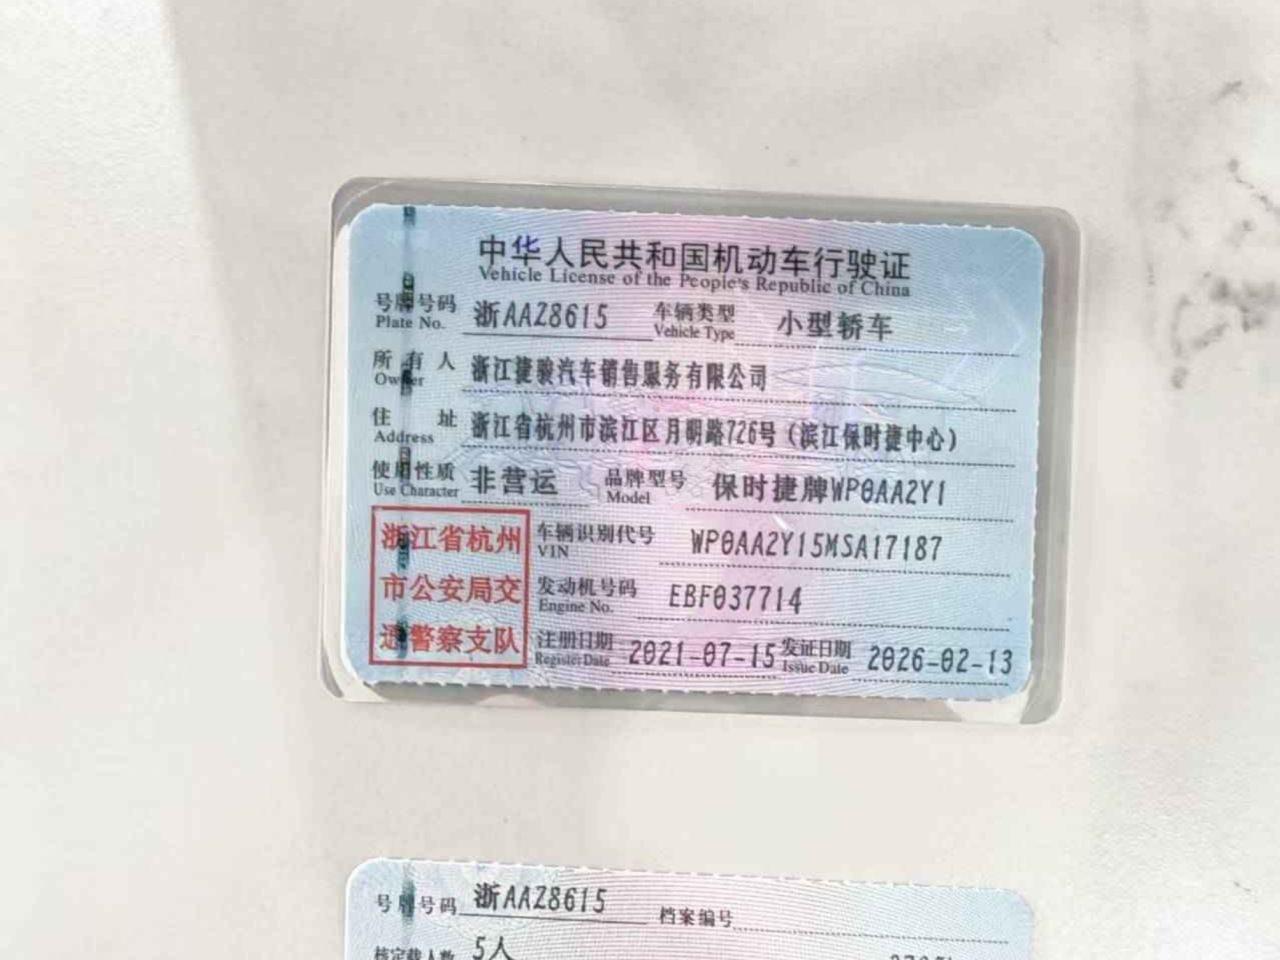 中华人民共和国机动车行驶证
Vehicle License of the People's Republic of China
号牌号码 浙AAZ8615 车辆类型 小型轿车
Plate No. Vehicle Type
所有人 浙江捷骏汽车销售服务有限公司
Owner
住址 浙江省杭州市滨江区月明路726号（滨江保时捷中心）
Address
使用性质 非营运 品牌型号 保时捷牌WP0AA2Y1
Use Character Model
浙江省杭州
市公安局交
通警察支队
车辆识别代号 WP0AA2Y15MSA17187
VIN
发动机号码 EBF037714
Engine No.
注册日期 2021-07-15 发证日期 2026-02-13
Register Date Issue Date
号牌号码 浙AAZ8615 档案编号
核定载人数 5人